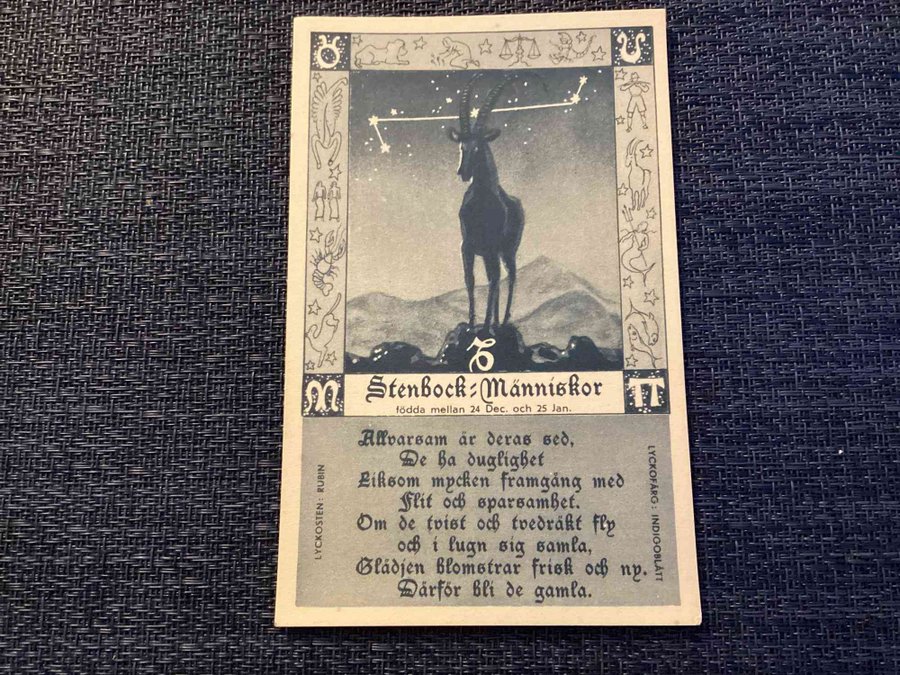 Stenbock-Människor
födda mellan 24 Dec. och 25 Jan.
Allvarsam är deras sed,
De ha duglighet
Liksom mycken framgång med
Flit och sparsamhet.
Om de tvist och tvedräkt fly
och i lugn sig samla,
Glädjen blomstrar frisk och ny.
Därför bli de gamla.
LYCKOSTEN: RUBIN
LYCKOFÄRG: INDIGOBLÅTT